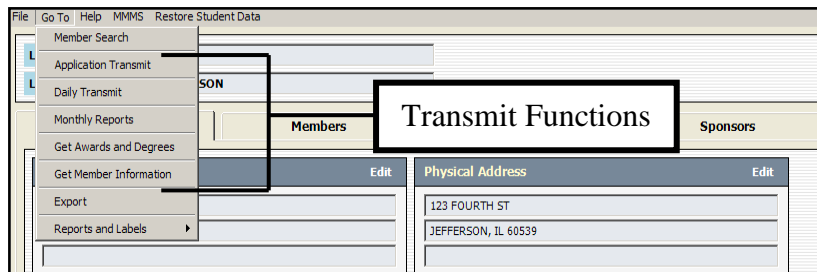 File Go To Help MMMS Restore Student Data
Member Search
Application Transmit
Daily Transmit
Monthly Reports
Get Awards and Degrees
Get Member Information
Export
Reports and Labels
L
L
SON
Transmit Functions
Members
Sponsors
Edit
Physical Address Edit
123 FOURTH ST
JEFFERSON, IL 60539